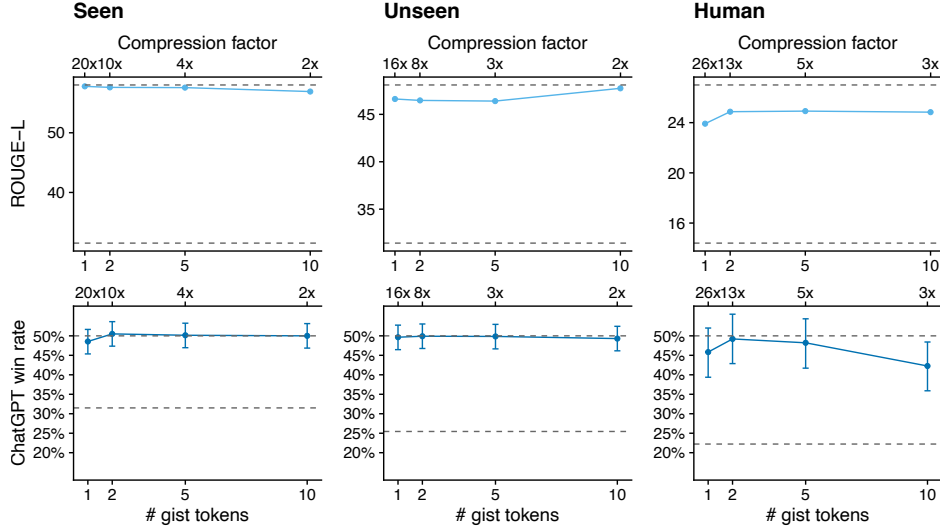 Seen
Unseen
Human
Compression factor
Compression factor
Compression factor
20x10x 4x 2x
16x 8x 3x 2x
26x13x 5x 3x
ROUGE-L
50
40
45
40
35
24
20
16
1 2 5 10
1 2 5 10
1 2 5 10
20x10x 4x 2x
16x 8x 3x 2x
26x13x 5x 3x
ChatGPT win rate
50%
45%
40%
35%
30%
25%
20%
50%
45%
40%
35%
30%
25%
20%
50%
45%
40%
35%
30%
25%
20%
1 2 5 10
1 2 5 10
1 2 5 10
# gist tokens
# gist tokens
# gist tokens